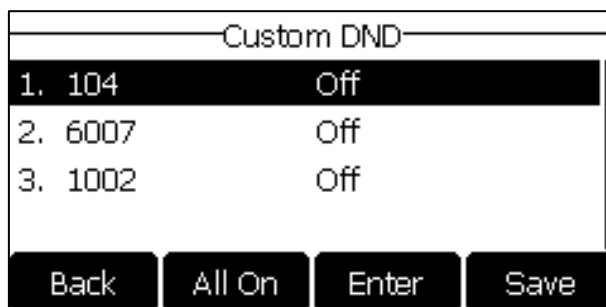 Custom DND
1. 104 Off
2. 6007 Off
3. 1002 Off
Back All On Enter Save